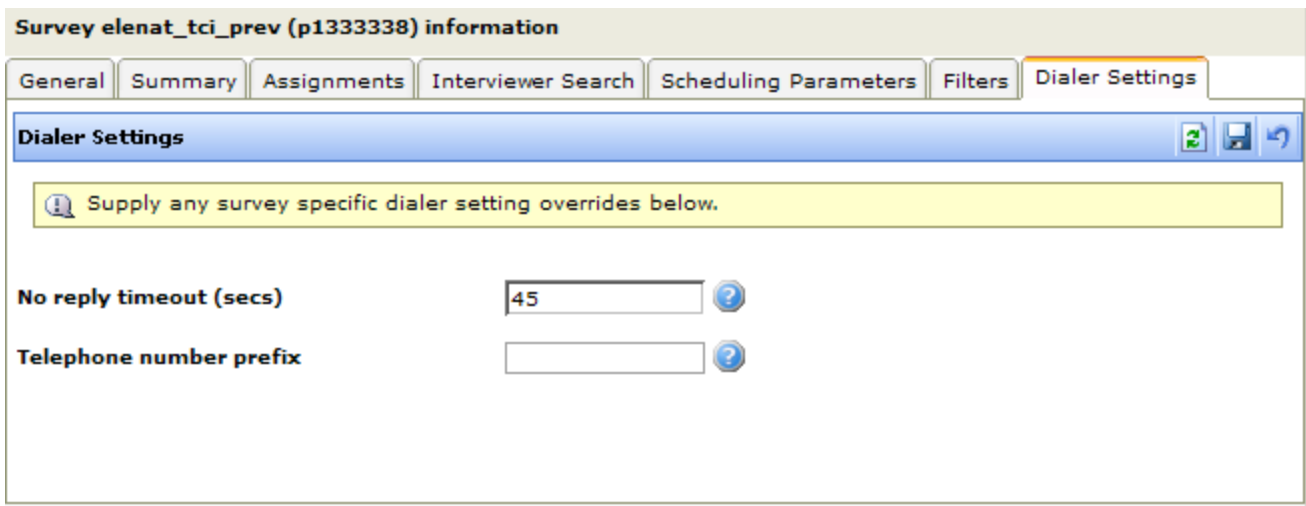 Survey elenat_tci_prev (p1333338) information
General Summary Assignments Interviewer Search Scheduling Parameters Filters Dialer Settings
Dialer Settings
Supply any survey specific dialer setting overrides below.
No reply timeout (secs) 45
Telephone number prefix